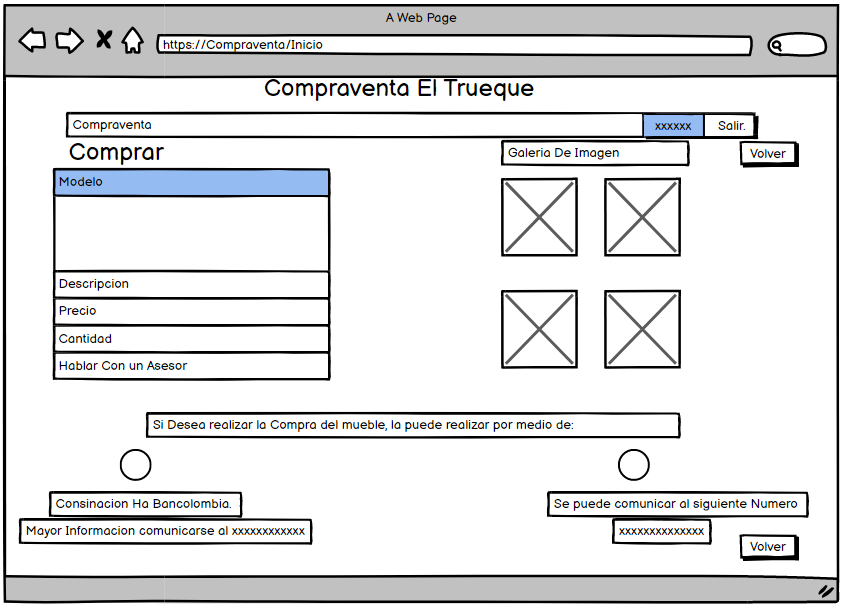 A Web Page
https://Compraventa/Inicio
Compraventa El Trueque
Compraventa xxxxxx Salir.
Comprar
Galeria De Imagen
Volver
Modelo
Descripcion
Precio
Cantidad
Hablar Con un Asesor
Si Desea realizar la Compra del mueble, la puede realizar por medio de:
Consinacion Ha Bancolombia.
Mayor Informacion comunicarse al xxxxxxxxxxxx
Se puede comunicar al siguiente Numero
xxxxxxxxxxxxxx
Volver